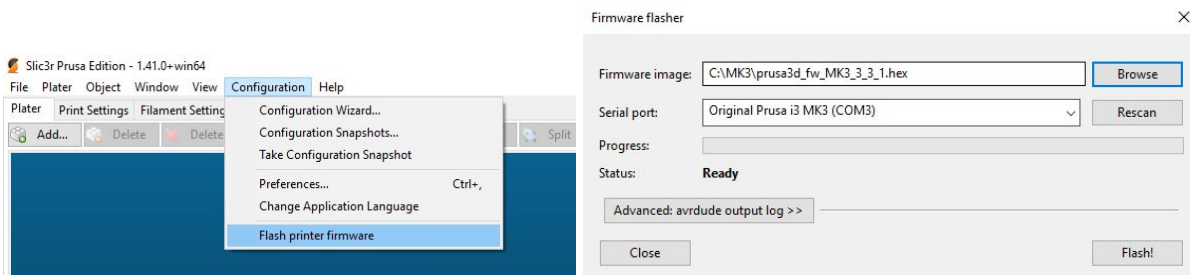 Slic3r Prusa Edition - 1.41.0+win64
File Plater Object Window View Configuration Help
Plater Print Settings Filament Setting
Add... Delete Delete Split
Configuration Wizard...
Configuration Snapshots...
Take Configuration Snapshot
Preferences... Ctrl+,
Change Application Language
Flash printer firmware
Firmware flasher
Firmware image: C:\MK3\prusa3d_fw_MK3_3_3_1.hex Browse
Serial port: Original Prusa i3 MK3 (COM3) Rescan
Progress:
Status: Ready
Advanced: avrdude output log >>
Close Flash!